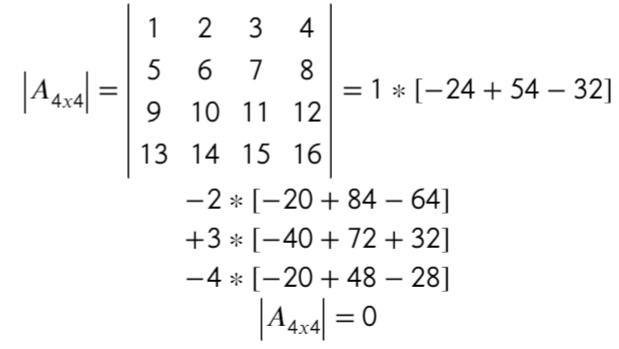 |A₄ₓ₄| = | 1 2 3 4 | = 1 ∗ [−24 + 54 − 32]
5 6 7 8
9 10 11 12
13 14 15 16
−2 ∗ [−20 + 84 − 64]
+3 ∗ [−40 + 72 + 32]
−4 ∗ [−20 + 48 − 28]
|A₄ₓ₄| = 0